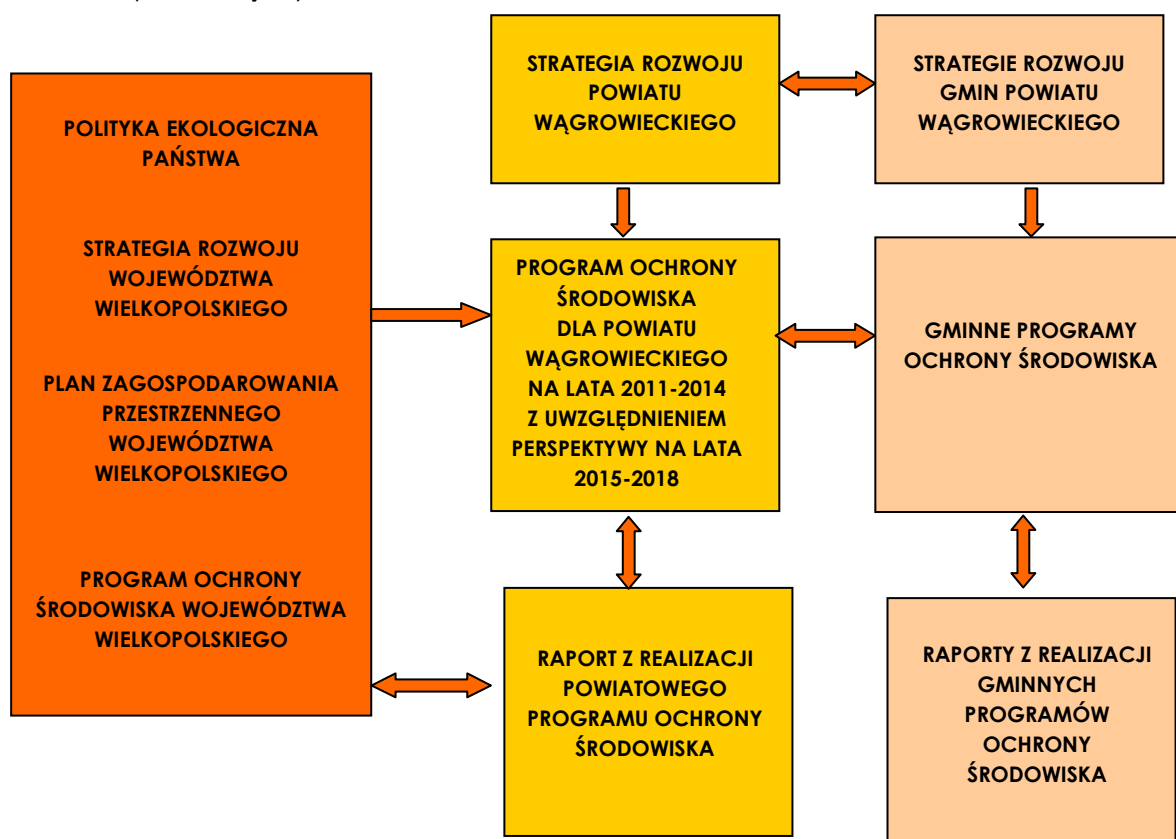 POLITYKA EKOLOGICZNA
PAŃSTWA
STRATEGIA ROZWOJU
WOJEWÓDZTWA
WIELKOPOLSKIEGO
PLAN ZAGOSPODAROWANIA
PRZESTRZENNEGO
WOJEWÓDZTWA
WIELKOPOLSKIEGO
PROGRAM OCHRONY
ŚRODOWISKA WOJEWÓDZTWA
WIELKOPOLSKIEGO
STRATEGIA ROZWOJU
POWIATU
WĄGROWIECKIEGO
STRATEGIE ROZWOJU
GMIN POWIATU
WĄGROWIECKIEGO
PROGRAM OCHRONY
ŚRODOWISKA
DLA POWIATU
WĄGROWIECKIEGO
NA LATA 2011-2014
Z UWZGLĘDNIENIEM
PERSPEKTYWY NA LATA
2015-2018
GMINNE PROGRAMY
OCHRONY ŚRODOWISKA
RAPORT Z REALIZACJI
POWIATOWEGO
PROGRAMU OCHRONY
ŚRODOWISKA
RAPORTY Z REALIZACJI
GMINNYCH
PROGRAMÓW
OCHRONY
ŚRODOWISKA